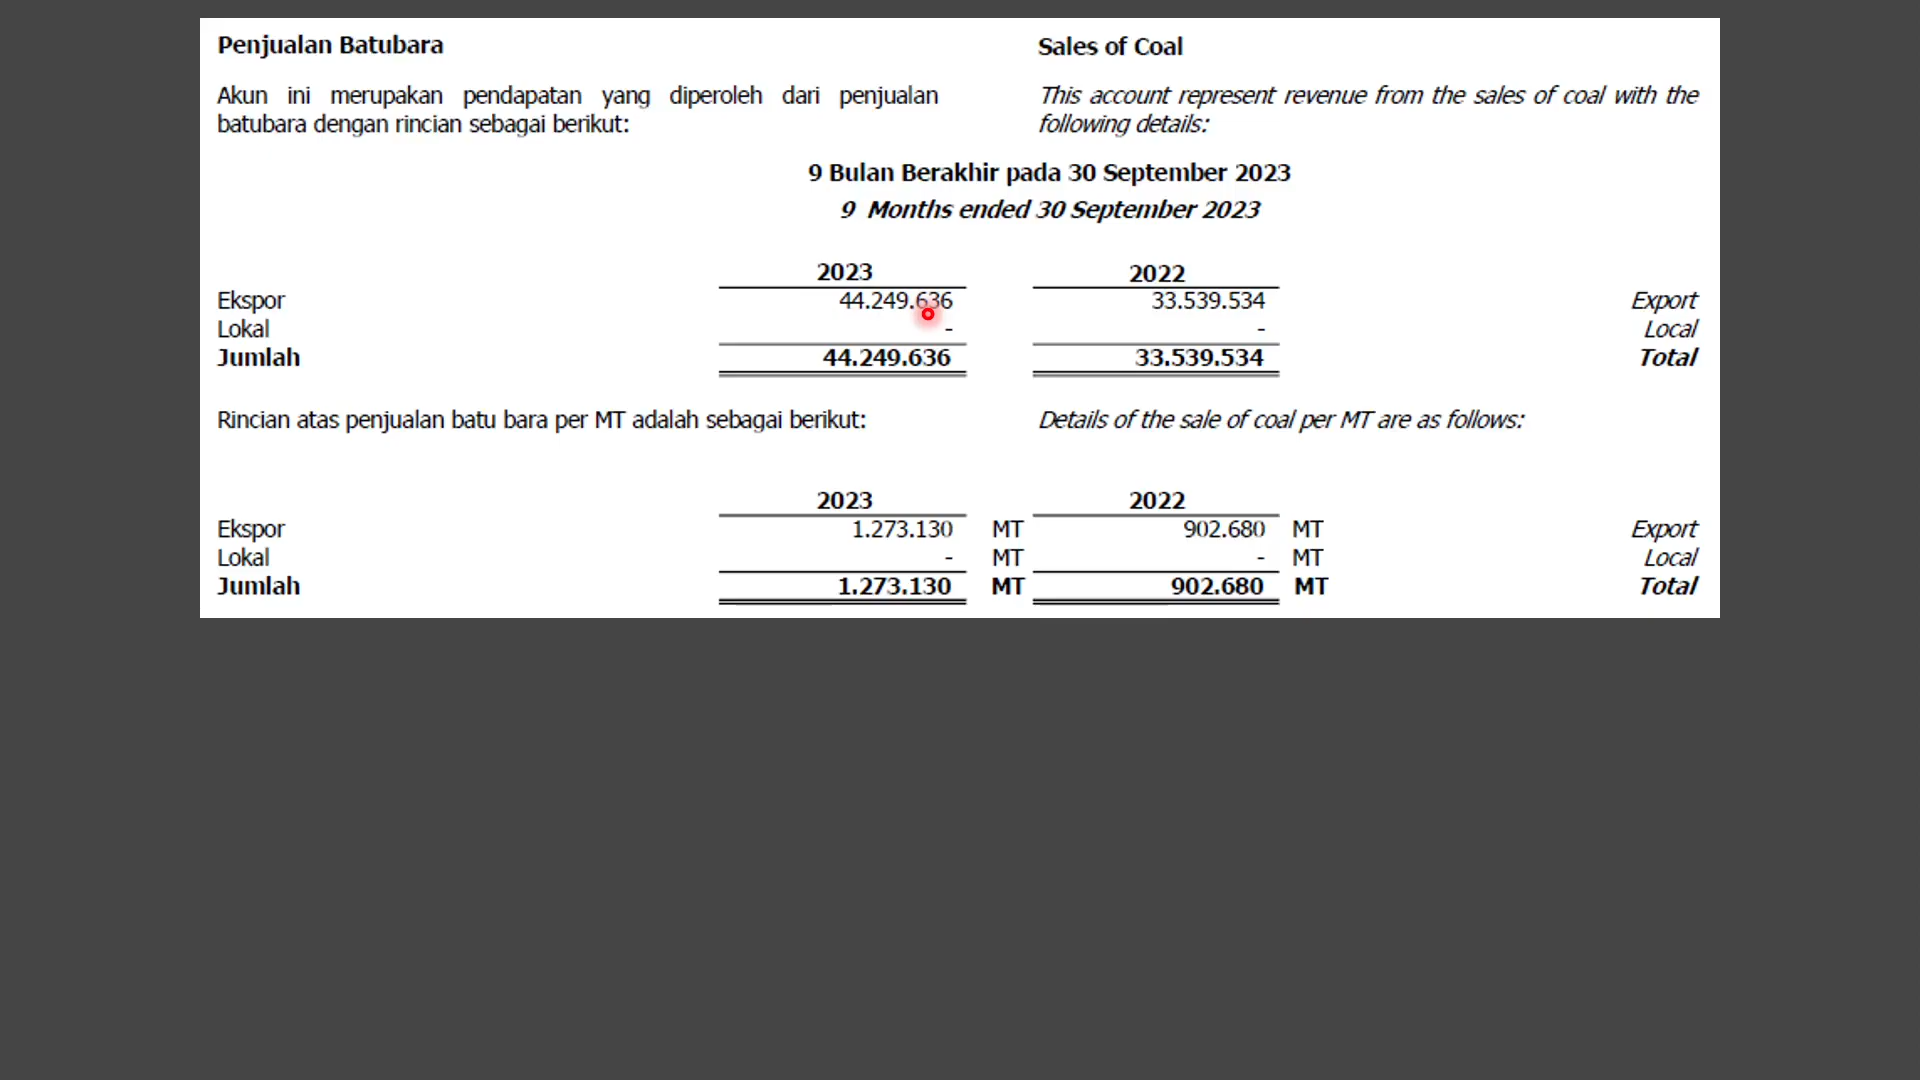 Penjualan Batubara
Sales of Coal
Akun ini merupakan pendapatan yang diperoleh dari penjualan
batubara dengan rincian sebagai berikut:
This account represent revenue from the sales of coal with the
following details:
9 Bulan Berakhir pada 30 September 2023
9 Months ended 30 September 2023
2023 2022
Ekspor 44.249.636 33.539.534 Export
Lokal - - Local
Jumlah 44.249.636 33.539.534 Total
Rincian atas penjualan batu bara per MT adalah sebagai berikut:
Details of the sale of coal per MT are as follows:
2023 2022
Ekspor 1.273.130 MT 902.680 MT Export
Lokal - MT - MT Local
Jumlah 1.273.130 MT 902.680 MT Total